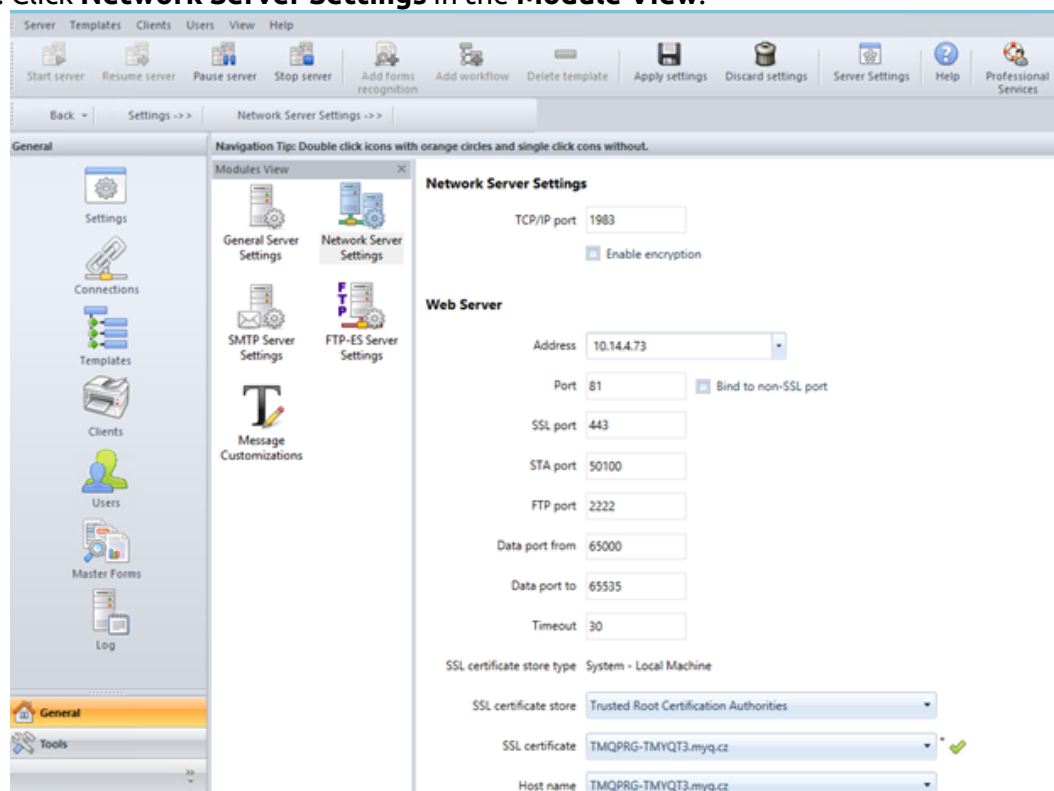 . Click Network Server Settings in the Module View.
Server Templates Clients Users View Help
Start server Resume server Pause server Stop server Add forms recognition Add workflow Delete template Apply settings Discard settings Server Settings Help Professional Services
Back Settings ->> Network Server Settings ->>
General
Navigation Tip: Double click icons with orange circles and single click cons without.
Settings
Connections
Templates
Clients
Users
Master Forms
Log
General
Tools
Modules View
General Server Settings
Network Server Settings
SMTP Server Settings
FTP
FTP-ES Server Settings
Message Customizations
Network Server Settings
TCP/IP port 1983
Enable encryption
Web Server
Address 10.14.4.73
Port 81 Bind to non-SSL port
SSL port 443
STA port 50100
FTP port 2222
Data port from 65000
Data port to 65535
Timeout 30
SSL certificate store type System - Local Machine
SSL certificate store Trusted Root Certification Authorities
SSL certificate TMQPRG-TMYQT3.myq.cz *
Host name TMQPRG-TMYQT3.myq.cz